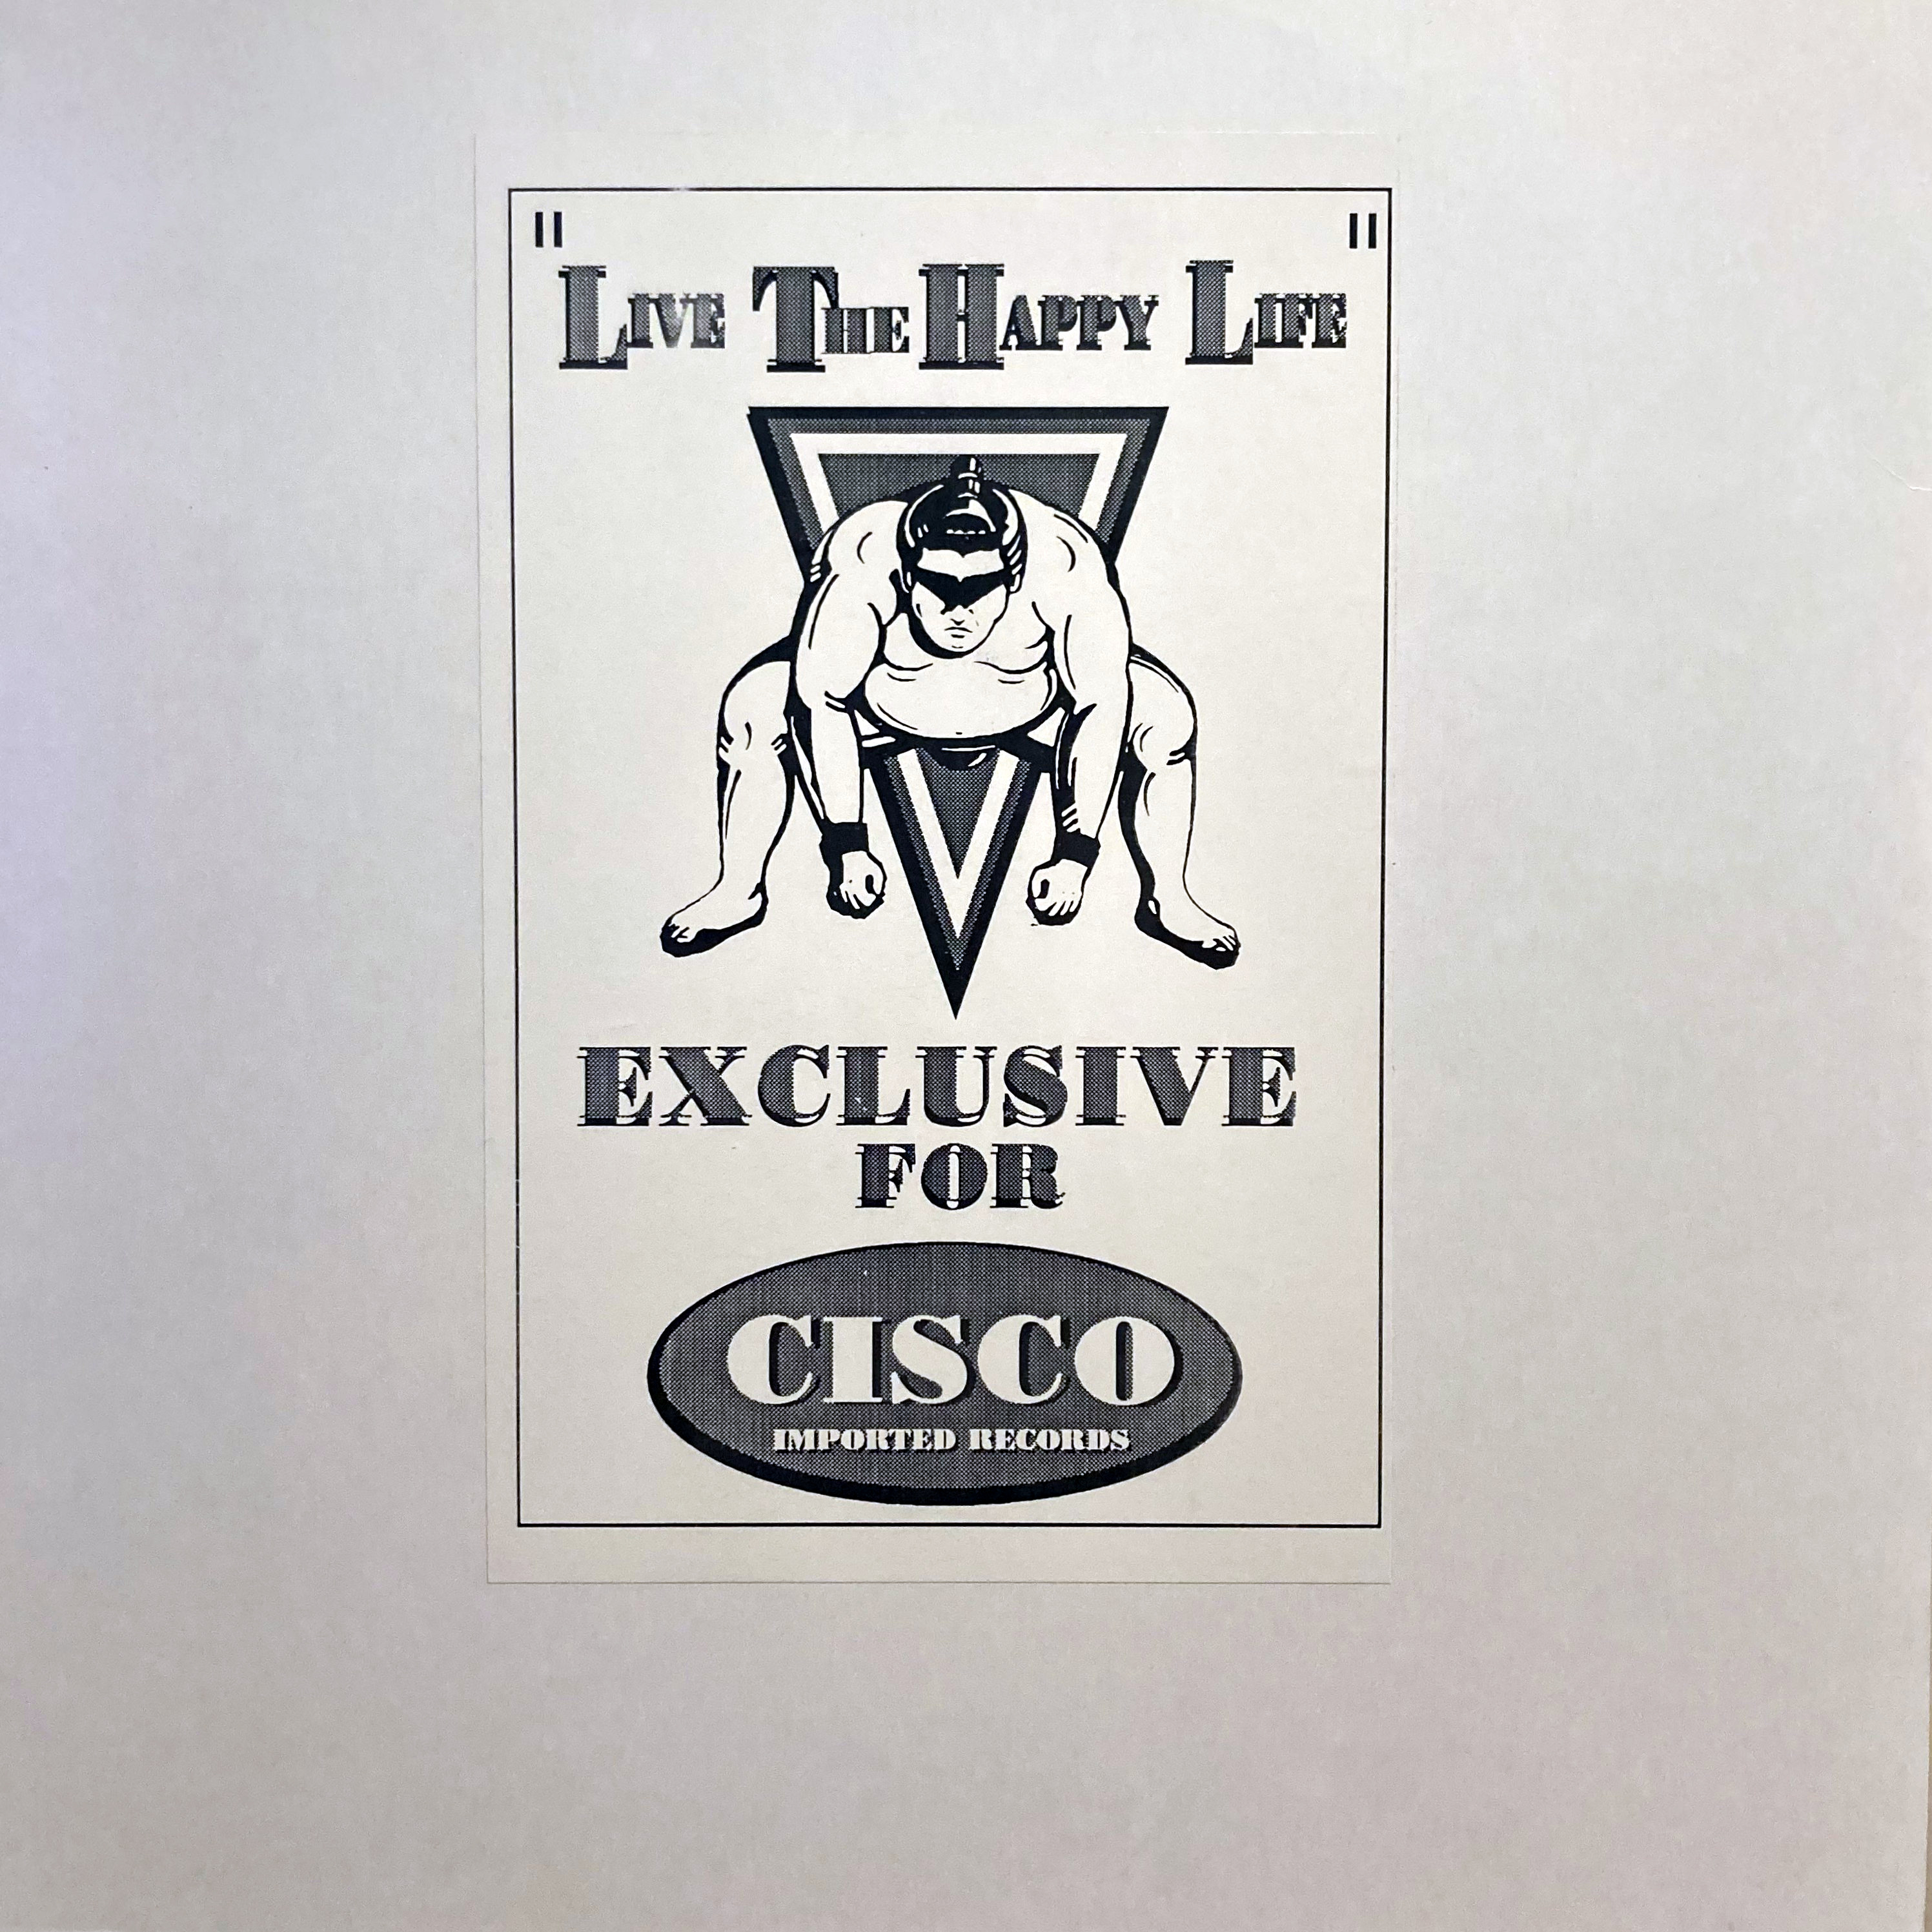 "Live The Happy Life"
EXCLUSIVE
FOR
CISCO
IMPORTED RECORDS